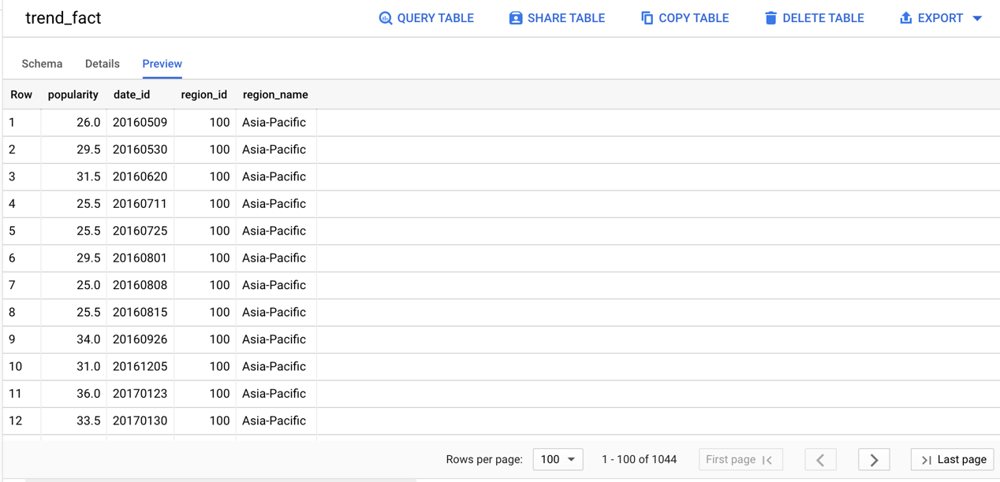 trend_fact QUERY TABLE SHARE TABLE COPY TABLE DELETE TABLE EXPORT
Schema Details Preview
Row popularity date_id region_id region_name
1 26.0 20160509 100 Asia-Pacific
2 29.5 20160530 100 Asia-Pacific
3 31.5 20160620 100 Asia-Pacific
4 25.5 20160711 100 Asia-Pacific
5 25.5 20160725 100 Asia-Pacific
6 29.5 20160801 100 Asia-Pacific
7 25.0 20160808 100 Asia-Pacific
8 25.5 20160815 100 Asia-Pacific
9 34.0 20160926 100 Asia-Pacific
10 31.0 20161205 100 Asia-Pacific
11 36.0 20170123 100 Asia-Pacific
12 33.5 20170130 100 Asia-Pacific
Rows per page: 100 1 - 100 of 1044 First page Last page